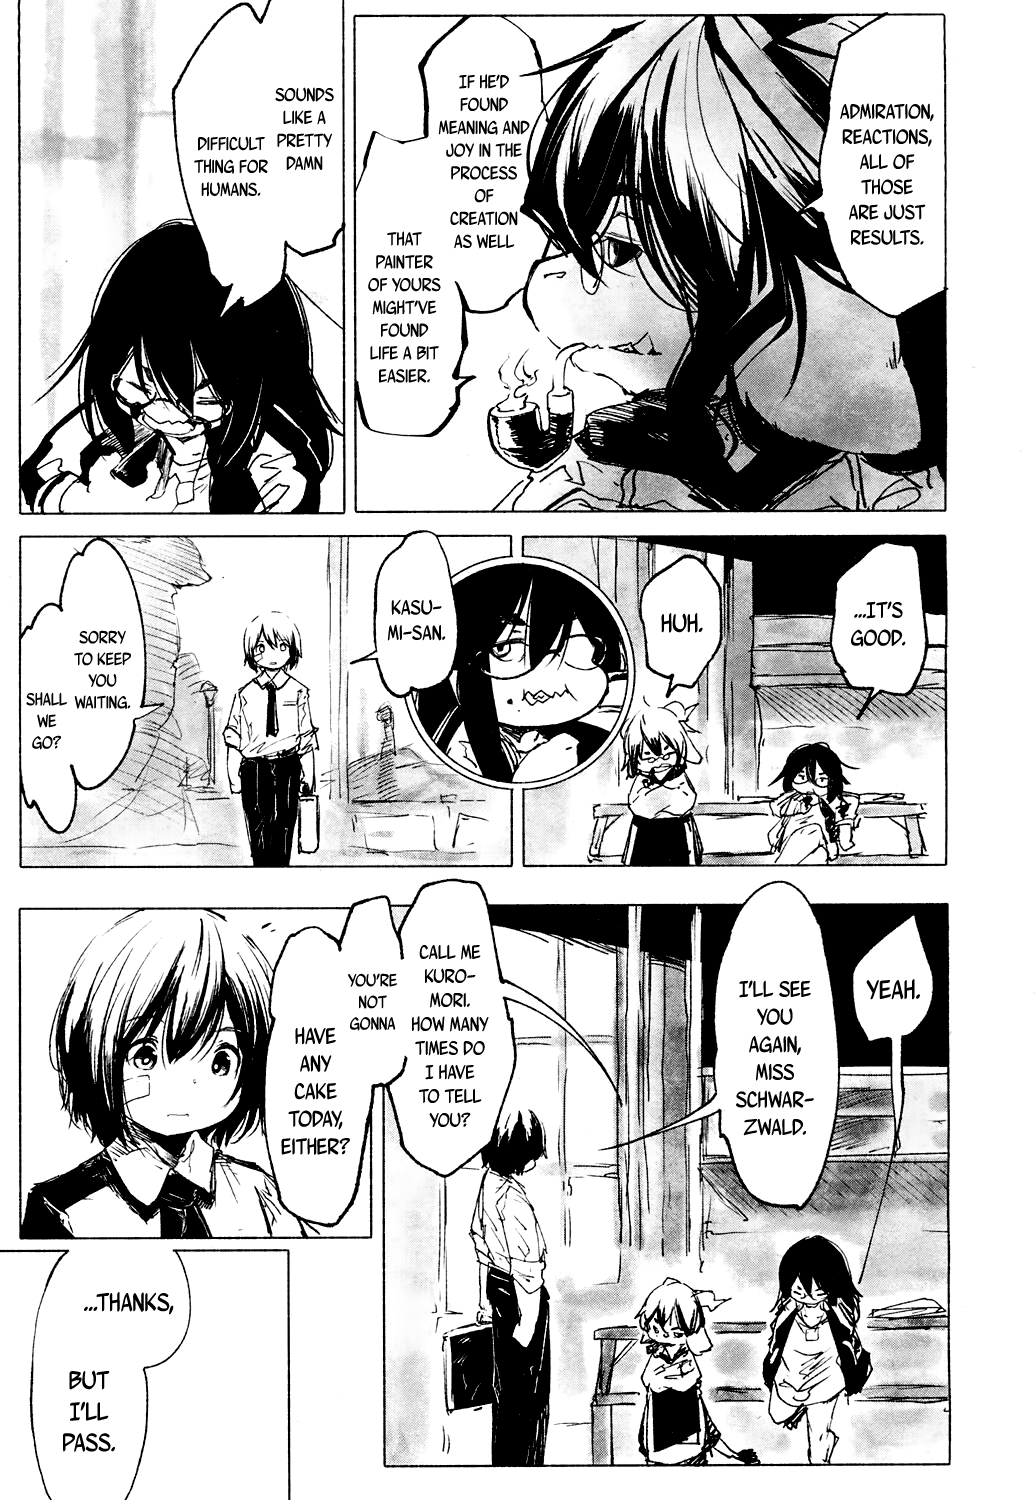 ADMIRATION,
REACTIONS,
ALL OF
THOSE
ARE JUST
RESULTS.
IF HE'D
FOUND
MEANING AND
JOY IN THE
PROCESS
OF
CREATION
AS WELL
THAT
PAINTER
OF YOURS
MIGHT'VE
FOUND
LIFE A BIT
EASIER.
SOUNDS
LIKE A
PRETTY
DAMN
DIFFICULT
THING FOR
HUMANS.
...IT'S
GOOD.
HUH.
KASU-
MI-SAN.
SORRY
TO KEEP
YOU
WAITING.
SHALL
WE
GO?
YEAH.
I'LL SEE
YOU
AGAIN,
MISS
SCHWAR-
ZWALD.
CALL ME
KURO-
MORI.
HOW MANY
TIMES DO
I HAVE
TO TELL
YOU?
YOU'RE
NOT
GONNA
HAVE
ANY
CAKE
TODAY,
EITHER?
...THANKS,
BUT
I'LL
PASS.